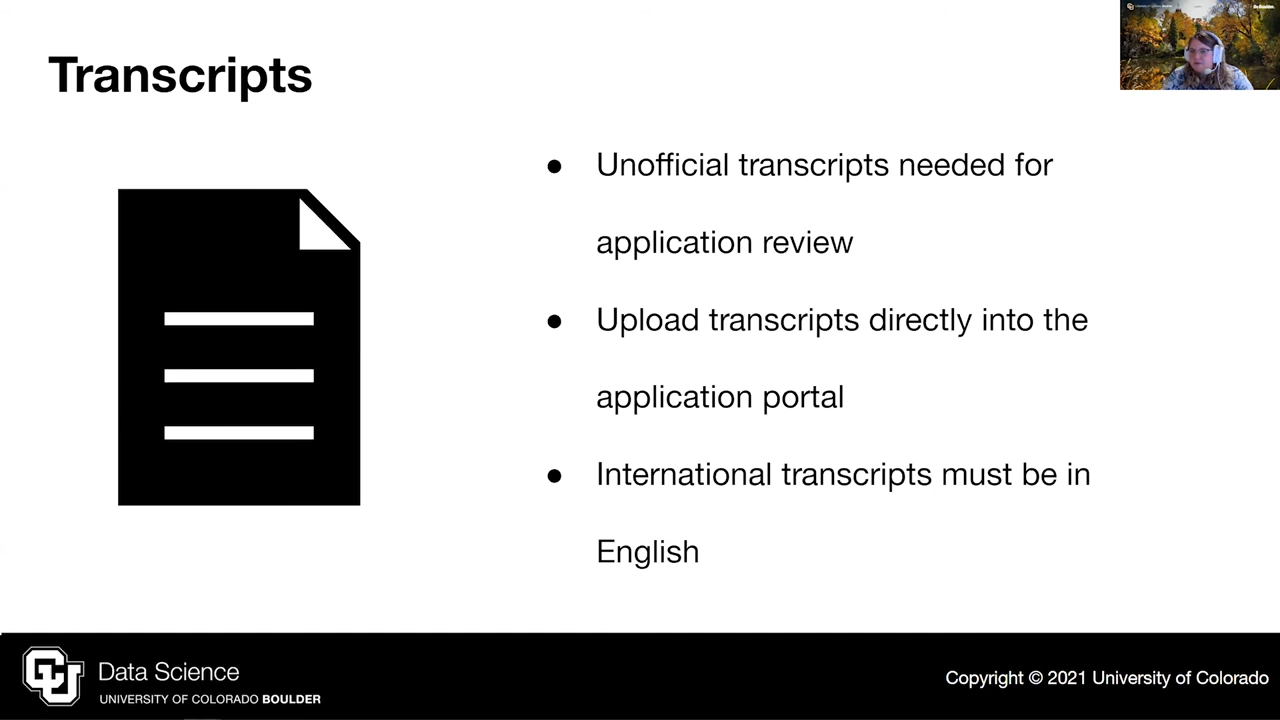 Transcripts
● Unofficial transcripts needed for
application review
● Upload transcripts directly into the
application portal
● International transcripts must be in
English
CU
Data Science
UNIVERSITY OF COLORADO BOULDER
Copyright © 2021 University of Colorado